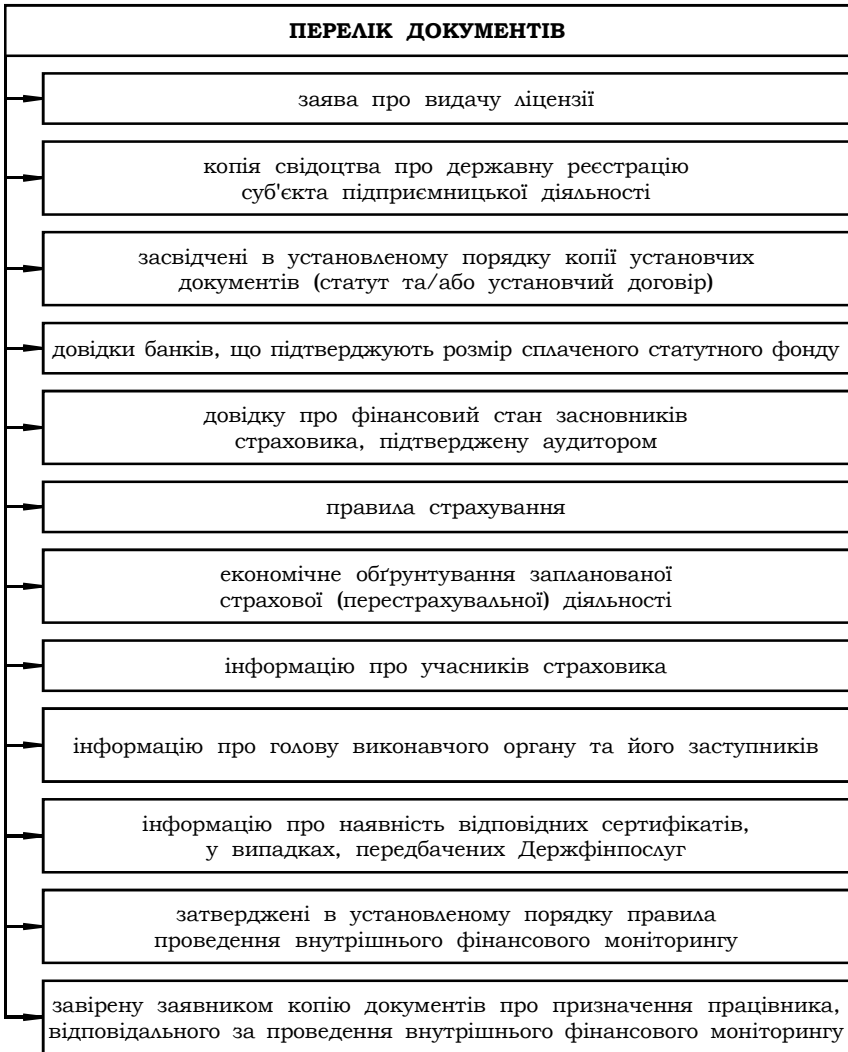 ПЕРЕЛІК ДОКУМЕНТІВ
заява про видачу ліцензії
копія свідоцтва про державну реєстрацію
суб'єкта підприємницької діяльності
засвідчені в установленому порядку копії установчих
документів (статут та/або установчий договір)
довідки банків, що підтверджують розмір сплаченого статутного фонду
довідку про фінансовий стан засновників
страховика, підтверджену аудитором
правила страхування
економічне обґрунтування запланованої
страхової (перестрахувальної) діяльності
інформацію про учасників страховика
інформацію про голову виконавчого органу та його заступників
інформацію про наявність відповідних сертифікатів,
у випадках, передбачених Держфінпослуг
затверджені в установленому порядку правила
проведення внутрішнього фінансового моніторингу
завірену заявником копію документів про призначення працівника,
відповідального за проведення внутрішнього фінансового моніторингу